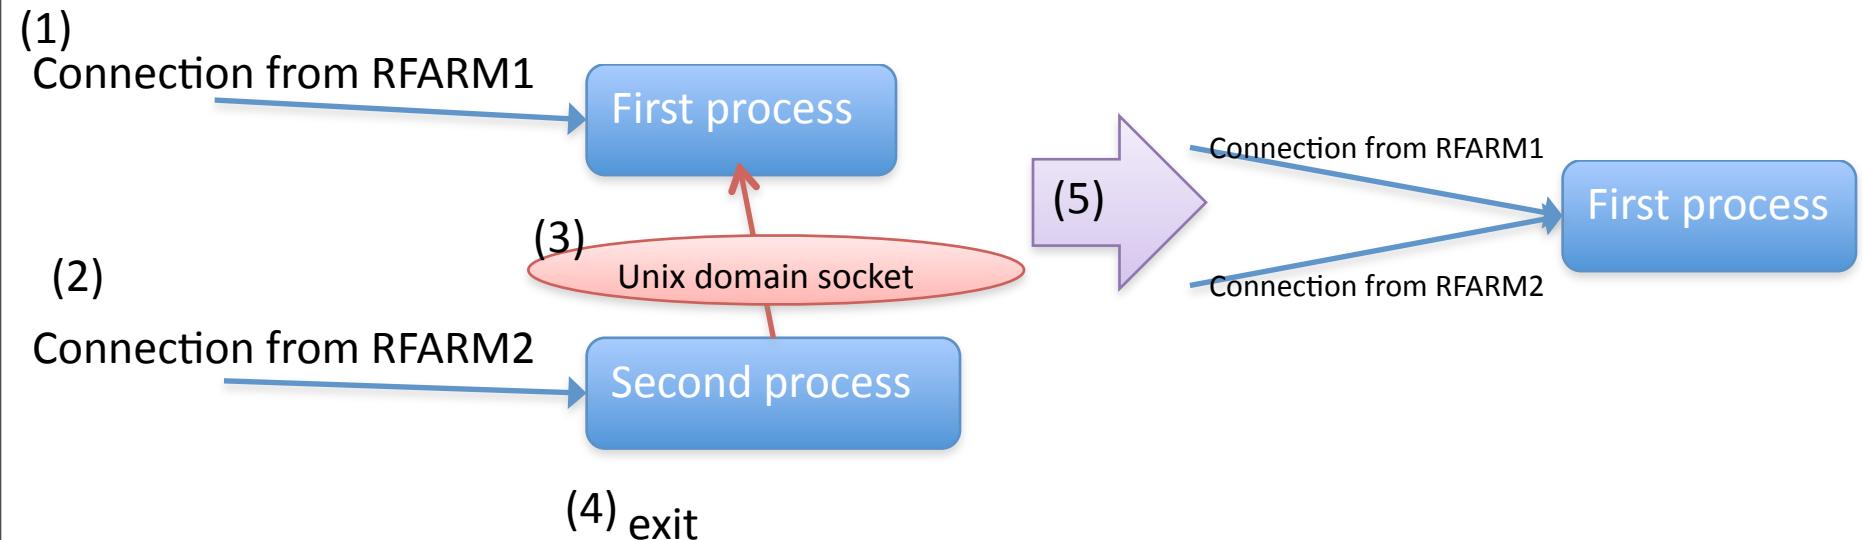 (1)
Connection from RFARM1
First process
(3)
Unix domain socket
(2)
Connection from RFARM2
Second process
(4) exit
(5)
Connection from RFARM1
First process
Connection from RFARM2